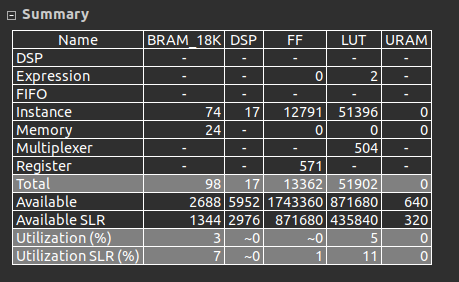 Summary
Name BRAM_18K DSP FF LUT URAM
DSP - - - - -
Expression - - 0 2 -
FIFO - - - - -
Instance 74 17 12791 51396 0
Memory 24 - 0 0 0
Multiplexer - - - 504 -
Register - - 571 - -
Total 98 17 13362 51902 0
Available 2688 5952 1743360 871680 640
Available SLR 1344 2976 871680 435840 320
Utilization (%) 3 ~0 ~0 5 0
Utilization SLR (%) 7 ~0 1 11 0